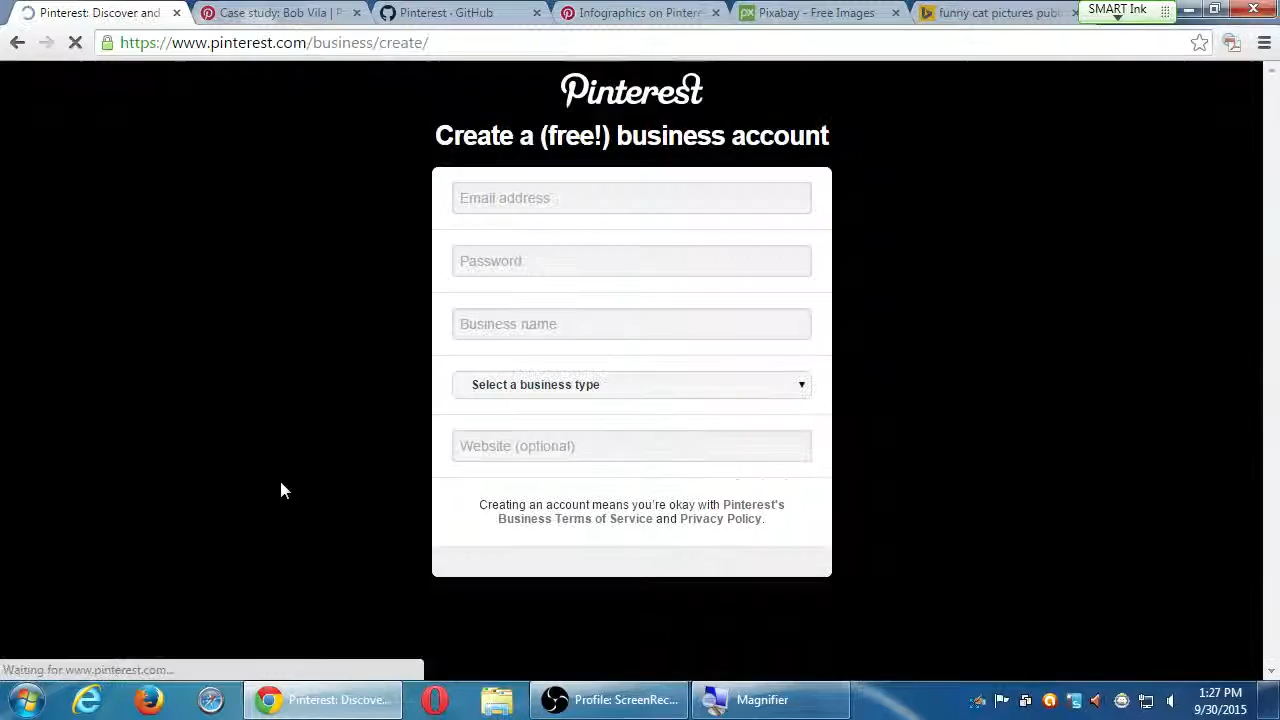 Pinterest: Discover and
Case study: Bob Vila | P
Pinterest - GitHub
Infographics on Pinteres
Pixabay - Free Images
funny cat pictures publ
SMART Ink
https://www.pinterest.com/business/create/
Pinterest
Create a (free!) business account
Email address
Password
Business name
Select a business type
Website (optional)
Creating an account means you're okay with Pinterest's
Business Terms of Service and Privacy Policy.
Waiting for www.pinterest.com...
Pinterest: Discove...
Profile: ScreenRec...
Magnifier
1:27 PM
9/30/2015